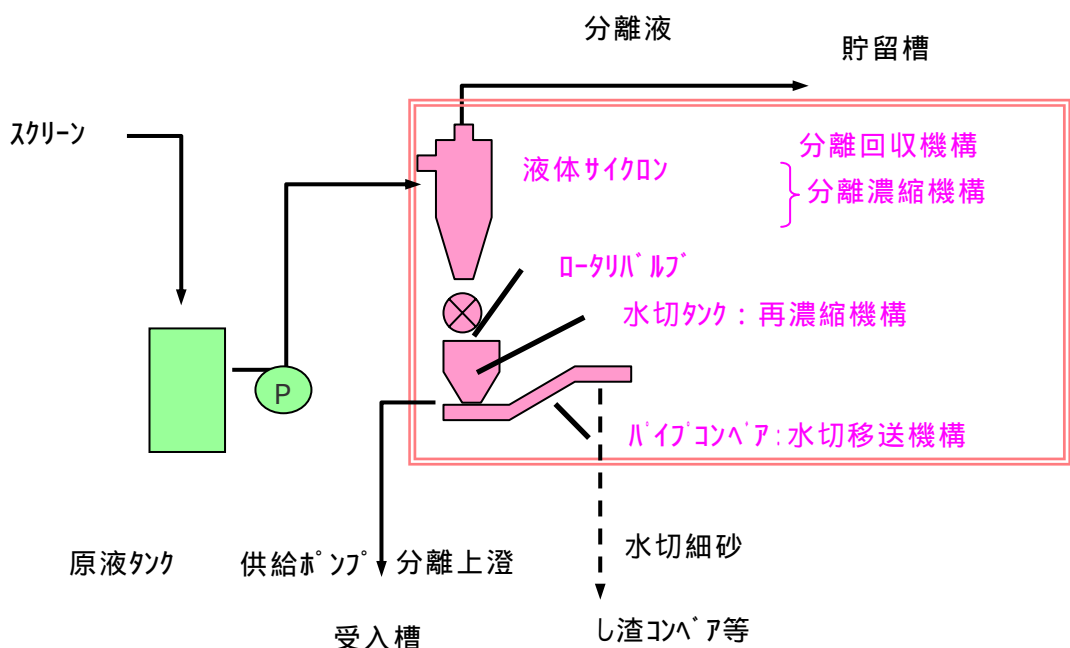 分離液
貯留槽
ｽｸﾘｰﾝ
分離回収機構
液体ｻｲｸﾛﾝ
分離濃縮機構
ﾛｰﾀﾘﾊﾞﾙﾌﾞ
水切ﾀﾝｸ：再濃縮機構
P
ﾊﾟｲﾌﾟｺﾝﾍﾞｱ:水切移送機構
水切細砂
原液ﾀﾝｸ
供給ﾎﾟﾝﾌﾟ
分離上澄
受入槽
し渣ｺﾝﾍﾞｱ等